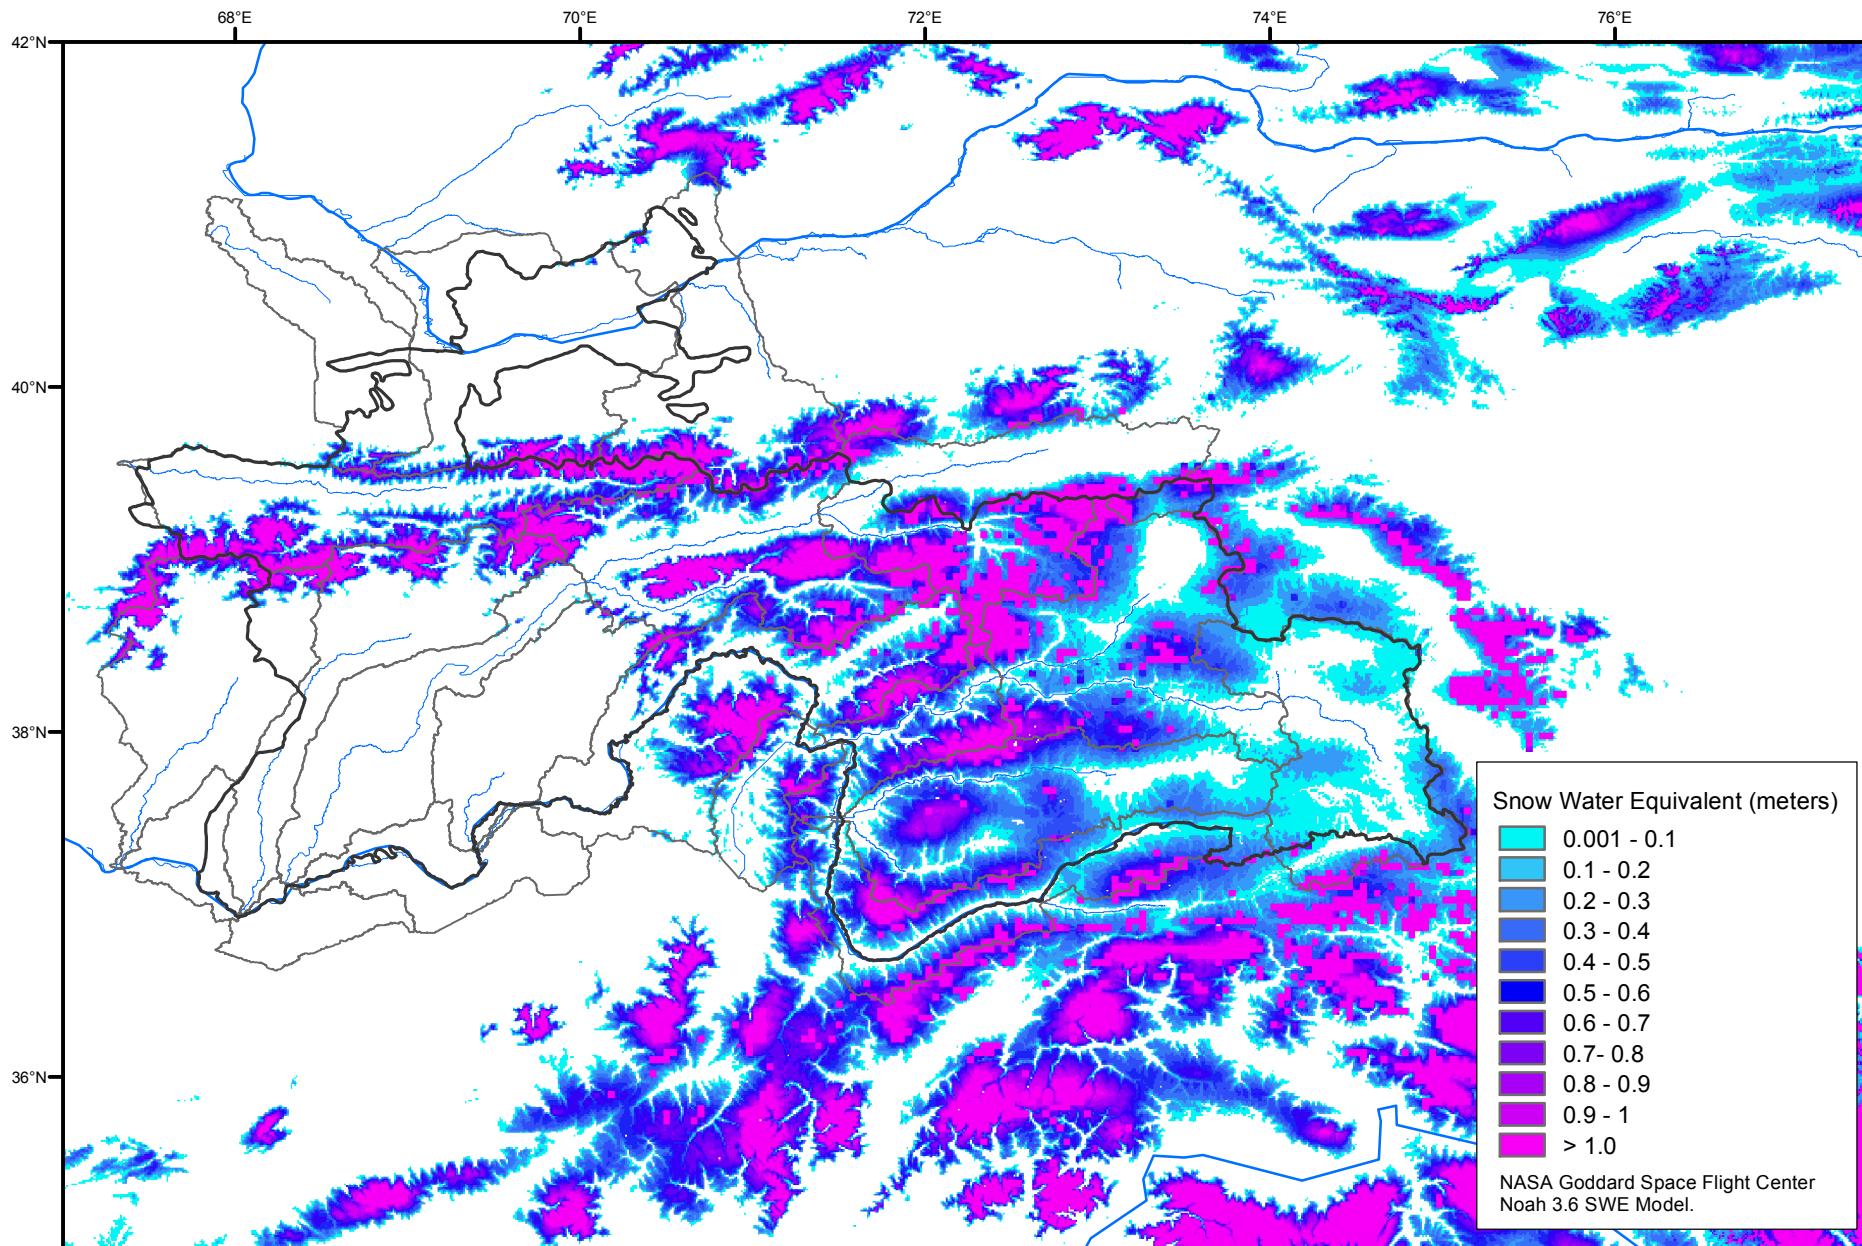 68°E
70°E
72°E
74°E
76°E
42°N
40°N
38°N
36°N
Snow Water Equivalent (meters)
0.001 - 0.1
0.1 - 0.2
0.2 - 0.3
0.3 - 0.4
0.4 - 0.5
0.5 - 0.6
0.6 - 0.7
0.7- 0.8
0.8 - 0.9
0.9 - 1
> 1.0
NASA Goddard Space Flight Center
Noah 3.6 SWE Model.